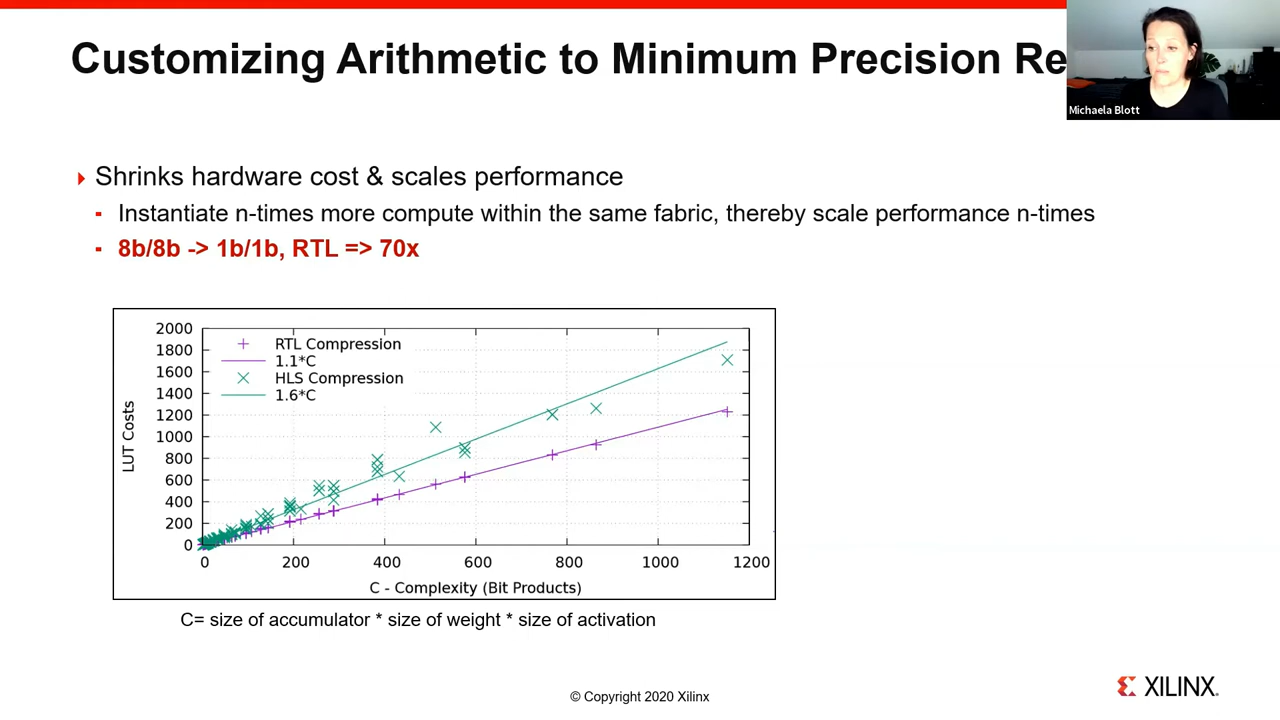 Customizing Arithmetic to Minimum Precision Re
Michaela Blott
Shrinks hardware cost & scales performance
Instantiate n-times more compute within the same fabric, thereby scale performance n-times
8b/8b -> 1b/1b, RTL => 70x
2000
1800
1600
1400
1200
1000
800
600
400
200
0
LUT Costs
RTL Compression
1.1*C
HLS Compression
1.6*C
0 200 400 600 800 1000 1200
C - Complexity (Bit Products)
C= size of accumulator * size of weight * size of activation
© Copyright 2020 Xilinx
XILINX.